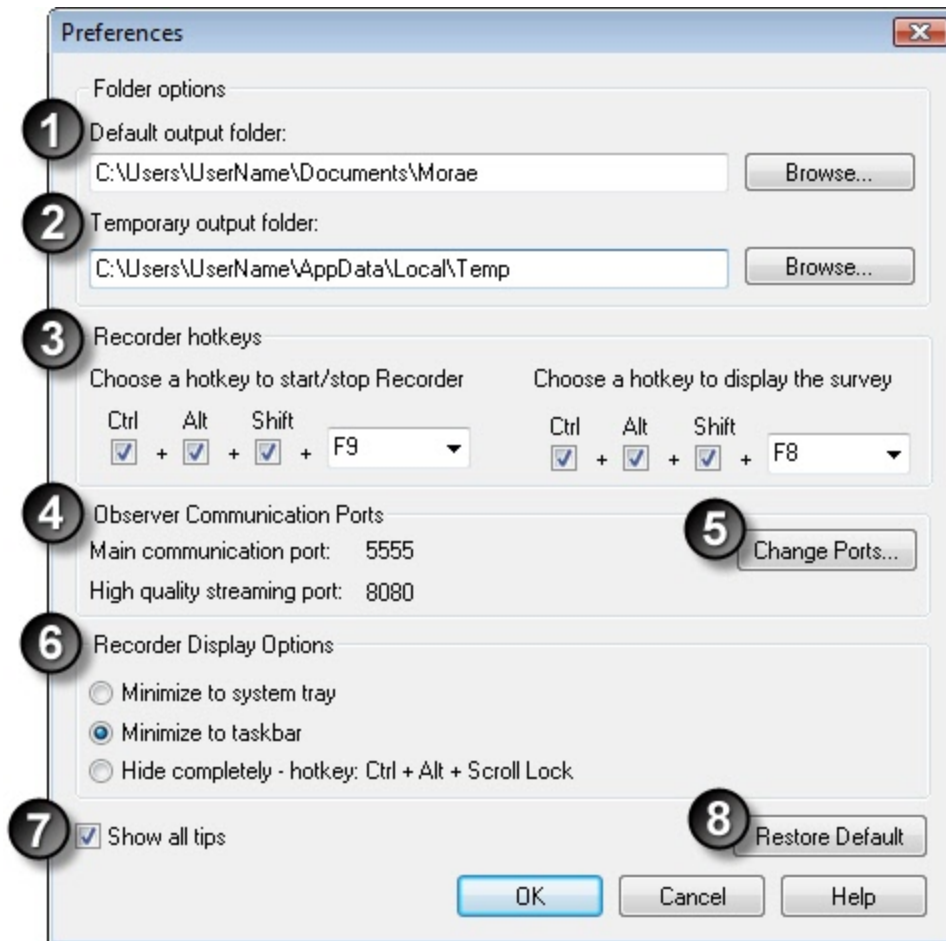 Preferences
Folder options
1
Default output folder:
C:\Users\UserName\Documents\Morae
Browse...
2
Temporary output folder:
C:\Users\UserName\AppData\Local\Temp
Browse...
3
Recorder hotkeys
Choose a hotkey to start/stop Recorder
Ctrl Alt Shift
+ + + F9
Choose a hotkey to display the survey
Ctrl Alt Shift
+ + + F8
4
Observer Communication Ports
Main communication port: 5555
High quality streaming port: 8080
5
Change Ports...
6
Recorder Display Options
Minimize to system tray
Minimize to taskbar
Hide completely - hotkey: Ctrl + Alt + Scroll Lock
7
Show all tips
8
Restore Default
OK Cancel Help